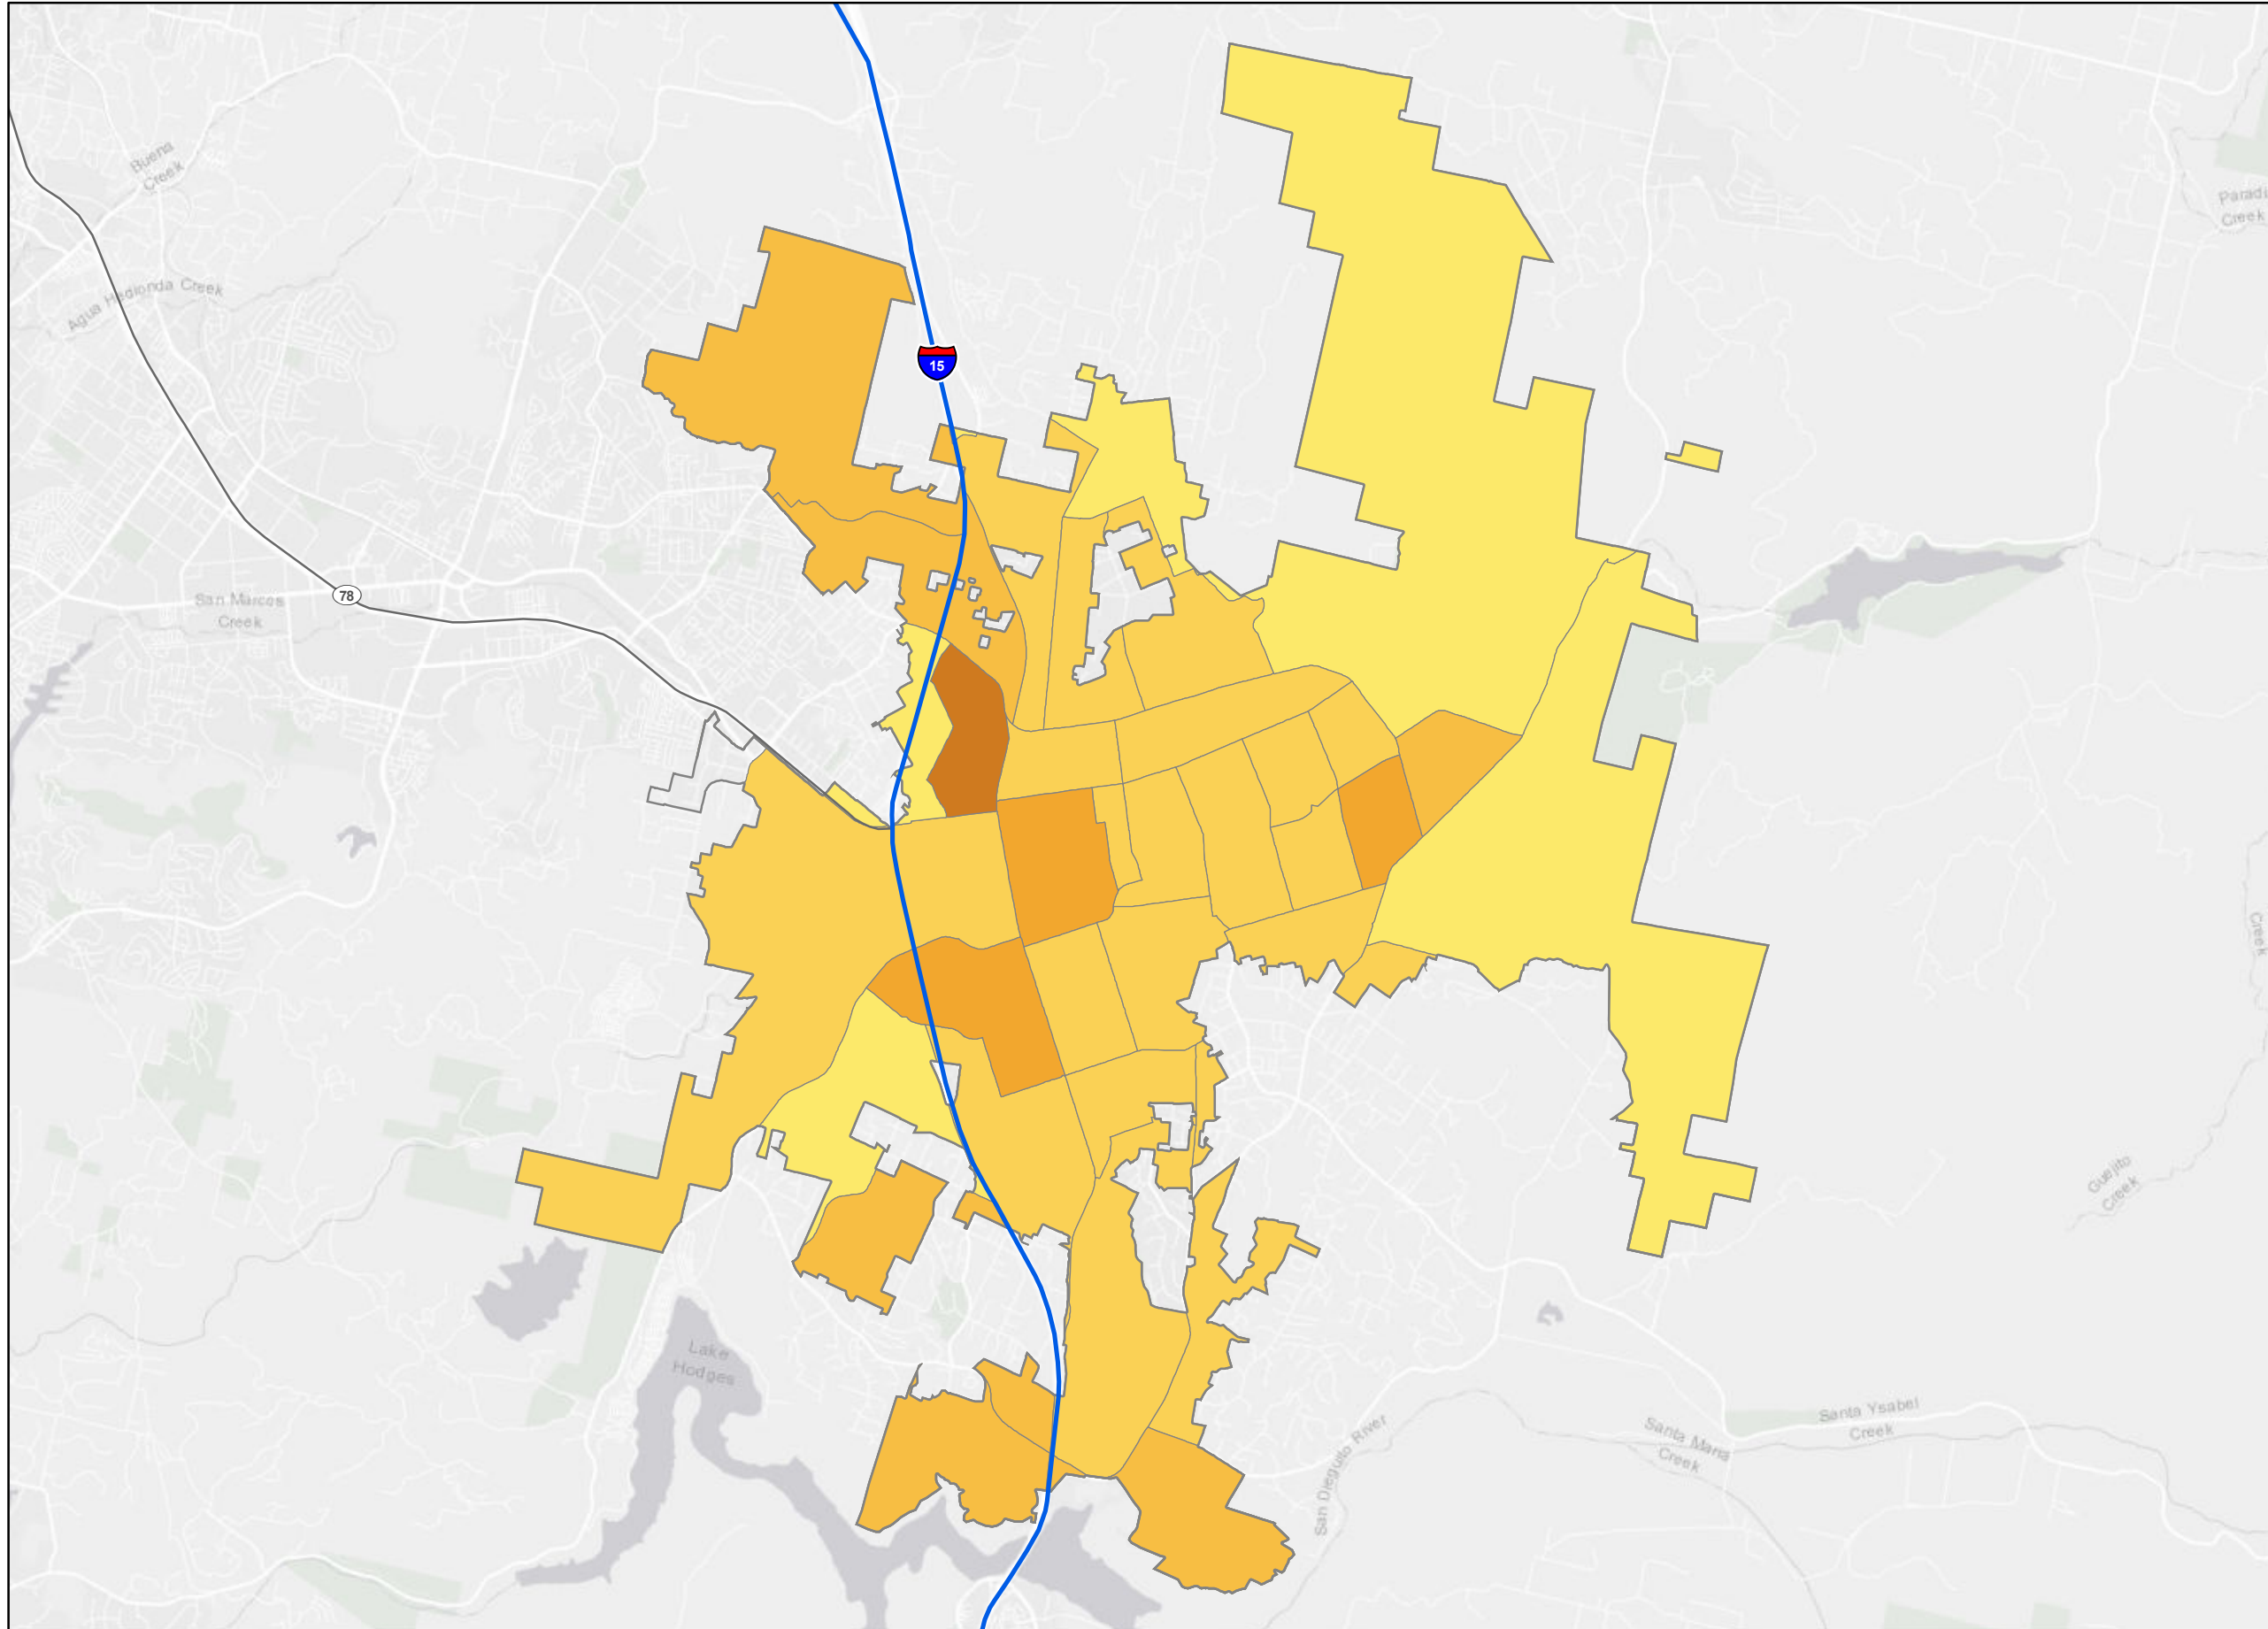 Buena
Creek
Paradi
Creek
Agua Hedionda Creek
15
San Marcos
Creek
78
Creek
Guejito
Creek
Lake
Hodges
San Dieguito River
Santa Maria
Creek
Santa Ysabel
Creek